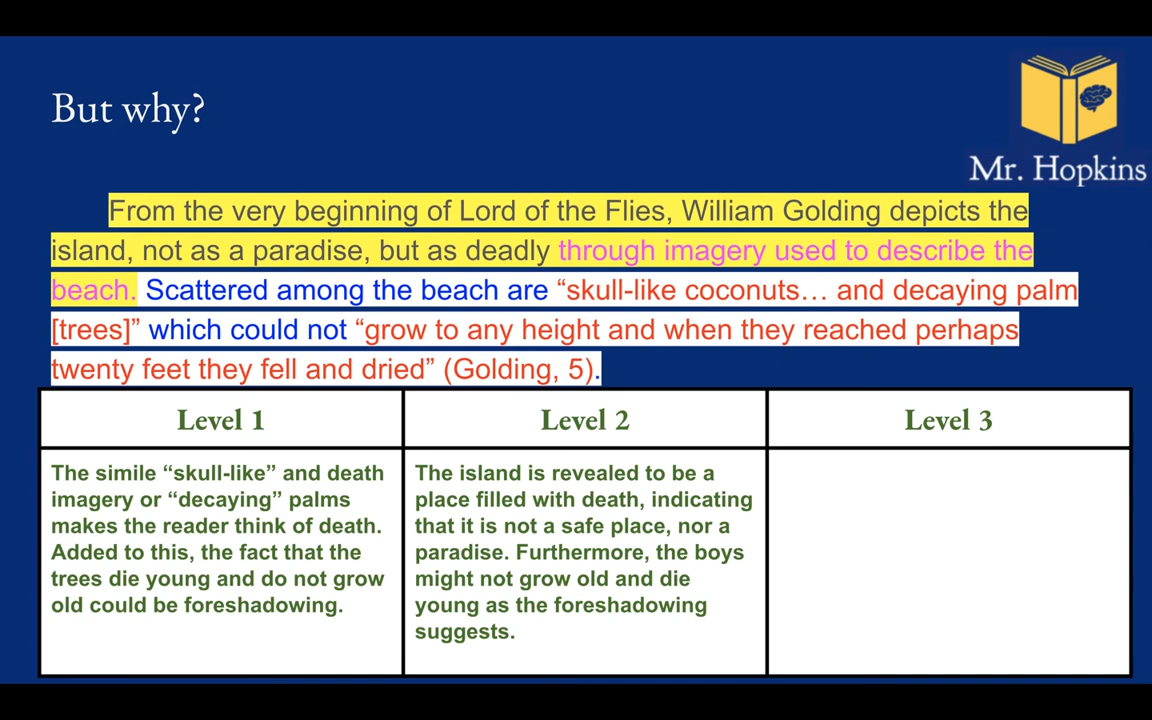 But why?
Mr. Hopkins
From the very beginning of Lord of the Flies, William Golding depicts the
island, not as a paradise, but as deadly through imagery used to describe the
beach. Scattered among the beach are “skull-like coconuts… and decaying palm
[trees]” which could not “grow to any height and when they reached perhaps
twenty feet they fell and dried” (Golding, 5).
Level 1
The simile “skull-like” and death
imagery or “decaying” palms
makes the reader think of death.
Added to this, the fact that the
trees die young and do not grow
old could be foreshadowing.
Level 2
The island is revealed to be a
place filled with death, indicating
that it is not a safe place, nor a
paradise. Furthermore, the boys
might not grow old and die
young as the foreshadowing
suggests.
Level 3